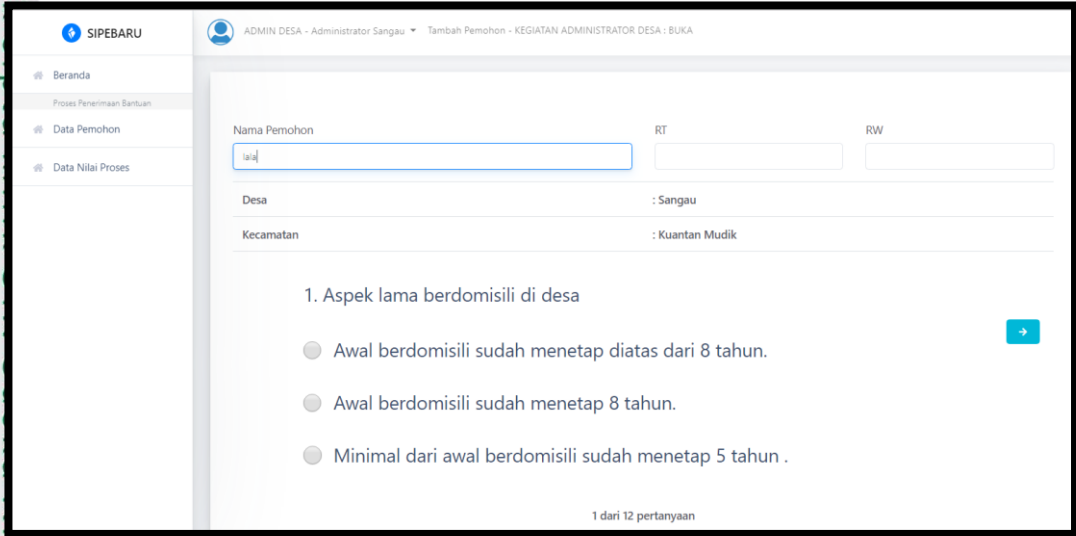 SIPEBARU
ADMIN DESA - Administrator Sangau Tambah Pemohon - KEGIATAN ADMINISTRATOR DESA : BUKA
Beranda
Proses Penerimaan Bantuan
Data Pemohon
Data Nilai Proses
Nama Pemohon RT RW
lala
Desa : Sangau
Kecamatan : Kuantan Mudik
1. Aspek lama berdomisili di desa
Awal berdomisili sudah menetap diatas dari 8 tahun.
Awal berdomisili sudah menetap 8 tahun.
Minimal dari awal berdomisili sudah menetap 5 tahun .
1 dari 12 pertanyaan